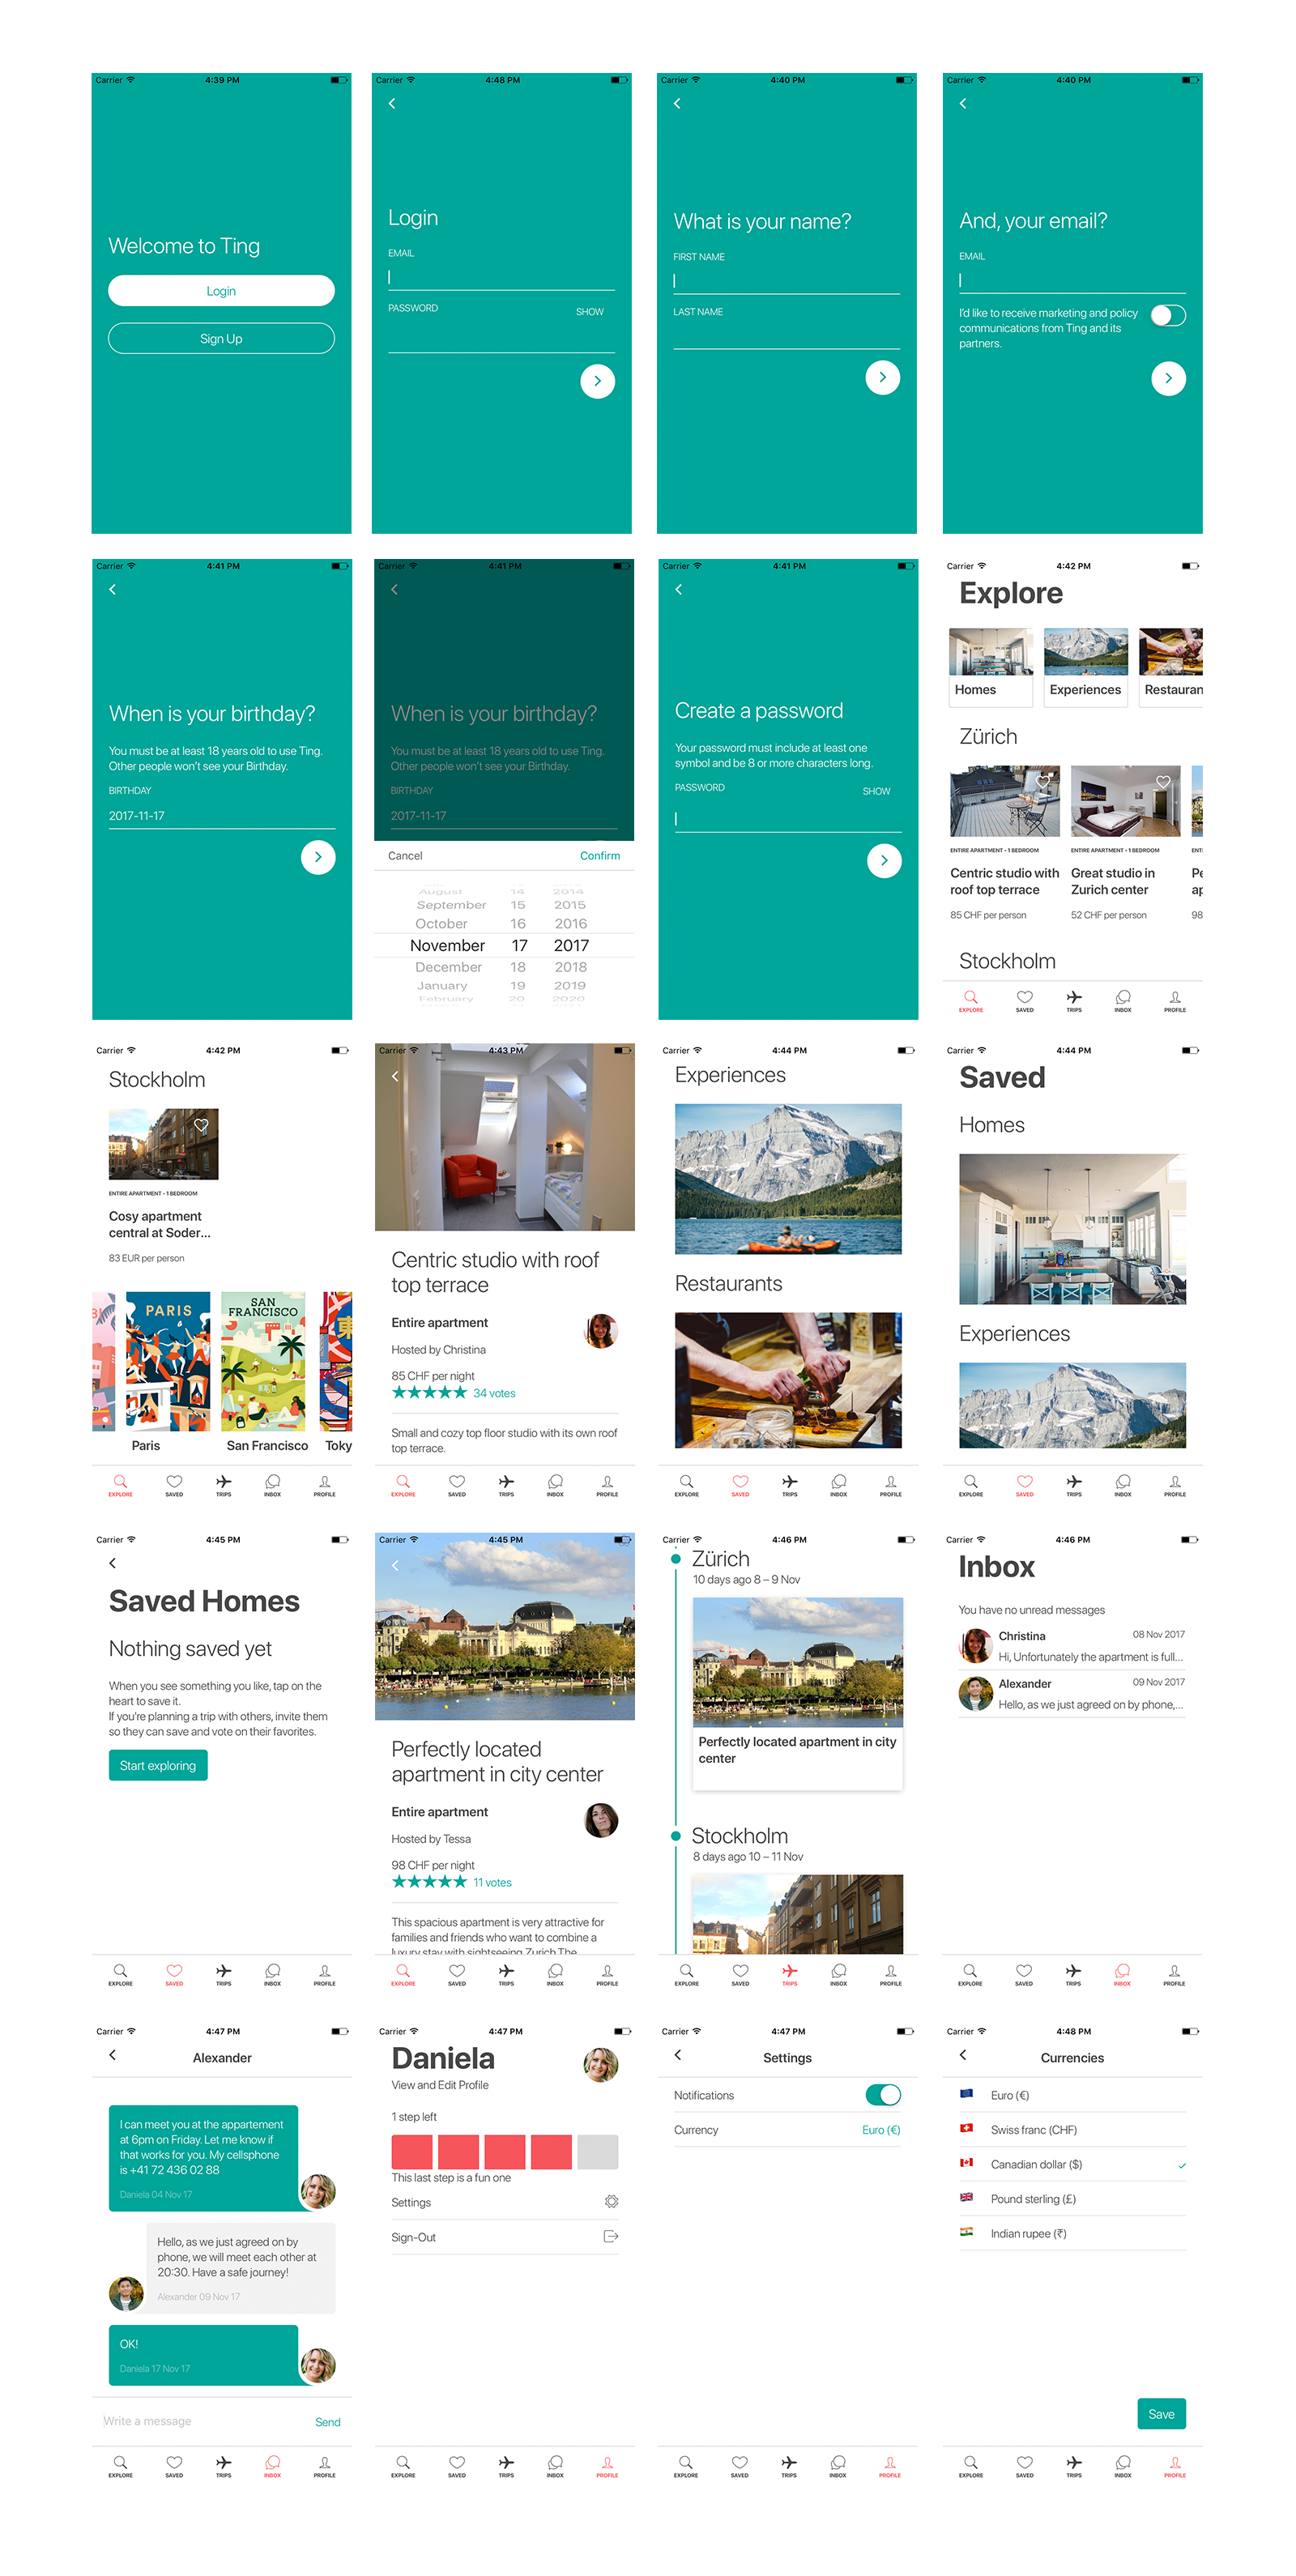 Carrier 4:39 PM
Welcome to Ting
Login
Sign Up
Carrier 4:48 PM
Login
EMAIL
PASSWORD SHOW
Carrier 4:40 PM
What is your name?
FIRST NAME
LAST NAME
Carrier 4:40 PM
And, your email?
EMAIL
I'd like to receive marketing and policy
communications from Ting and its
partners.
Carrier 4:41 PM
When is your birthday?
You must be at least 18 years old to use Ting.
Other people won't see your Birthday.
BIRTHDAY
2017-11-17
Carrier 4:41 PM
When is your birthday?
You must be at least 18 years old to use Ting.
Other people won't see your Birthday.
BIRTHDAY
2017-11-17
Cancel Confirm
August 14 2014
September 15 2015
October 16 2016
November 17 2017
December 18 2018
January 19 2019
February 20 2020
Carrier 4:41 PM
Create a password
Your password must include at least one
symbol and be 8 or more characters long.
PASSWORD SHOW
Carrier 4:42 PM
Explore
Homes Experiences Restauran
Zürich
ENTIRE APARTMENT • 1 BEDROOM ENTIRE APARTMENT • 1 BEDROOM ENTI
Centric studio with Great studio in Pe
roof top terrace Zurich center ap
85 CHF per person 52 CHF per person 98
Stockholm
EXPLORE SAVED TRIPS INBOX PROFILE
Carrier 4:42 PM
Stockholm
ENTIRE APARTMENT • 1 BEDROOM
Cosy apartment
central at Soder...
83 EUR per person
PARIS SAN
FRANCISCO
東
Paris San Francisco Toky
EXPLORE SAVED TRIPS INBOX PROFILE
Carrier 4:43 PM
Centric studio with roof
top terrace
Entire apartment
Hosted by Christina
85 CHF per night
★★★★★ 34 votes
Small and cozy top floor studio with its own roof
top terrace.
EXPLORE SAVED TRIPS INBOX PROFILE
Carrier 4:44 PM
Experiences
Restaurants
EXPLORE SAVED TRIPS INBOX PROFILE
Carrier 4:44 PM
Saved
Homes
Experiences
EXPLORE SAVED TRIPS INBOX PROFILE
Carrier 4:45 PM
Saved Homes
Nothing saved yet
When you see something you like, tap on the
heart to save it.
If you're planning a trip with others, invite them
so they can save and vote on their favorites.
Start exploring
EXPLORE SAVED TRIPS INBOX PROFILE
Carrier 4:45 PM
Perfectly located
apartment in city center
Entire apartment
Hosted by Tessa
98 CHF per night
★★★★★ 11 votes
This spacious apartment is very attractive for
families and friends who want to combine a
luxury stay with sightseeing Zurich The
EXPLORE SAVED TRIPS INBOX PROFILE
Carrier 4:46 PM
Zürich
10 days ago 8 – 9 Nov
Perfectly located apartment in city
center
Stockholm
8 days ago 10 – 11 Nov
EXPLORE SAVED TRIPS INBOX PROFILE
Carrier 4:46 PM
Inbox
You have no unread messages
Christina 08 Nov 2017
Hi, Unfortunately the apartment is full...
Alexander 09 Nov 2017
Hello, as we just agreed on by phone,...
EXPLORE SAVED TRIPS INBOX PROFILE
Carrier 4:47 PM
Alexander
I can meet you at the appartement
at 6pm on Friday. Let me know if
that works for you. My cellsphone
is +41 72 436 02 88
Daniela 04 Nov 17
Hello, as we just agreed on by
phone, we will meet each other at
20:30. Have a safe journey!
Alexander 09 Nov 17
OK!
Daniela 17 Nov 17
Write a message Send
EXPLORE SAVED TRIPS INBOX PROFILE
Carrier 4:47 PM
Daniela
View and Edit Profile
1 step left
This last step is a fun one
Settings
Sign-Out
EXPLORE SAVED TRIPS INBOX PROFILE
Carrier 4:47 PM
Settings
Notifications
Currency Euro (€)
EXPLORE SAVED TRIPS INBOX PROFILE
Carrier 4:48 PM
Currencies
Euro (€)
Swiss franc (CHF)
Canadian dollar ($)
Pound sterling (£)
Indian rupee (₹)
Save
EXPLORE SAVED TRIPS INBOX PROFILE